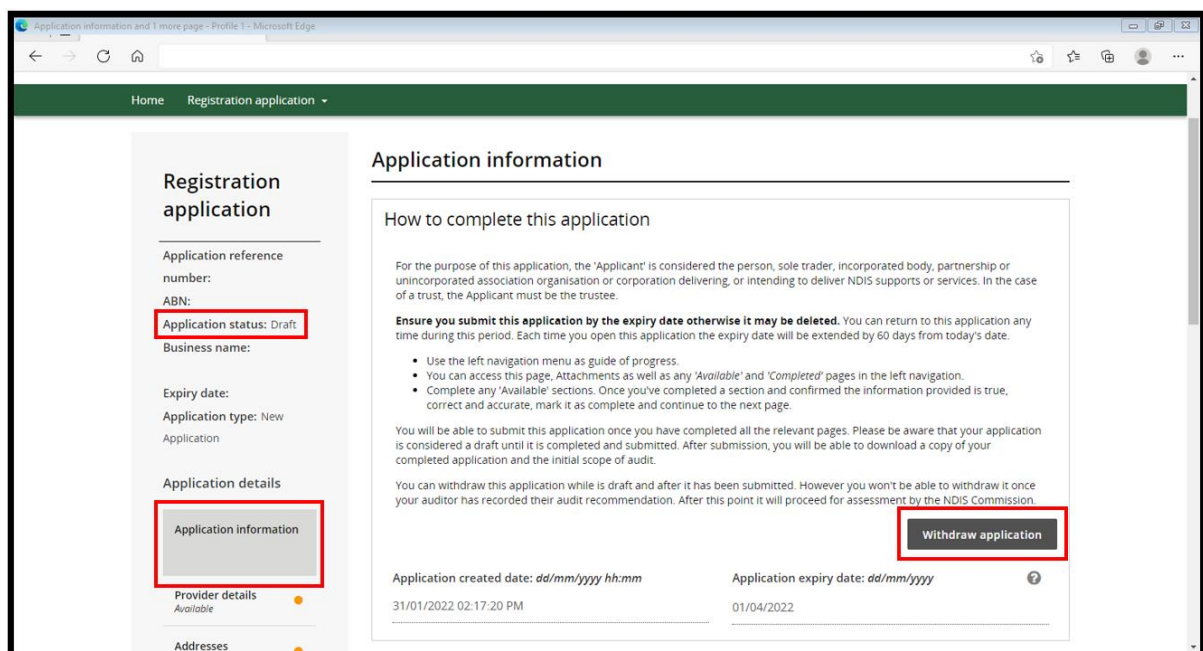 Application information and 1 more page - Profile 1 - Microsoft Edge
Home Registration application
Registration
application
Application reference
number:
ABN:
Application status: Draft
Business name:
Expiry date:
Application type: New
Application
Application details
Application information
Provider details
Available
Addresses
Application information
How to complete this application
For the purpose of this application, the 'Applicant' is considered the person, sole trader, incorporated body, partnership or
unincorporated association organisation or corporation delivering, or intending to deliver NDIS supports or services. In the case
of a trust, the Applicant must be the trustee.
Ensure you submit this application by the expiry date otherwise it may be deleted. You can return to this application any
time during this period. Each time you open this application the expiry date will be extended by 60 days from today's date.
• Use the left navigation menu as guide of progress.
• You can access this page, Attachments as well as any 'Available' and 'Completed' pages in the left navigation.
• Complete any 'Available' sections. Once you've completed a section and confirmed the information provided is true,
correct and accurate, mark it as complete and continue to the next page.
You will be able to submit this application once you have completed all the relevant pages. Please be aware that your application
is considered a draft until it is completed and submitted. After submission, you will be able to download a copy of your
completed application and the initial scope of audit.
You can withdraw this application while is draft and after it has been submitted. However you won't be able to withdraw it once
your auditor has recorded their audit recommendation. After this point it will proceed for assessment by the NDIS Commission.
Withdraw application
Application created date: dd/mm/yyyy hh:mm
31/01/2022 02:17:20 PM
Application expiry date: dd/mm/yyyy
01/04/2022